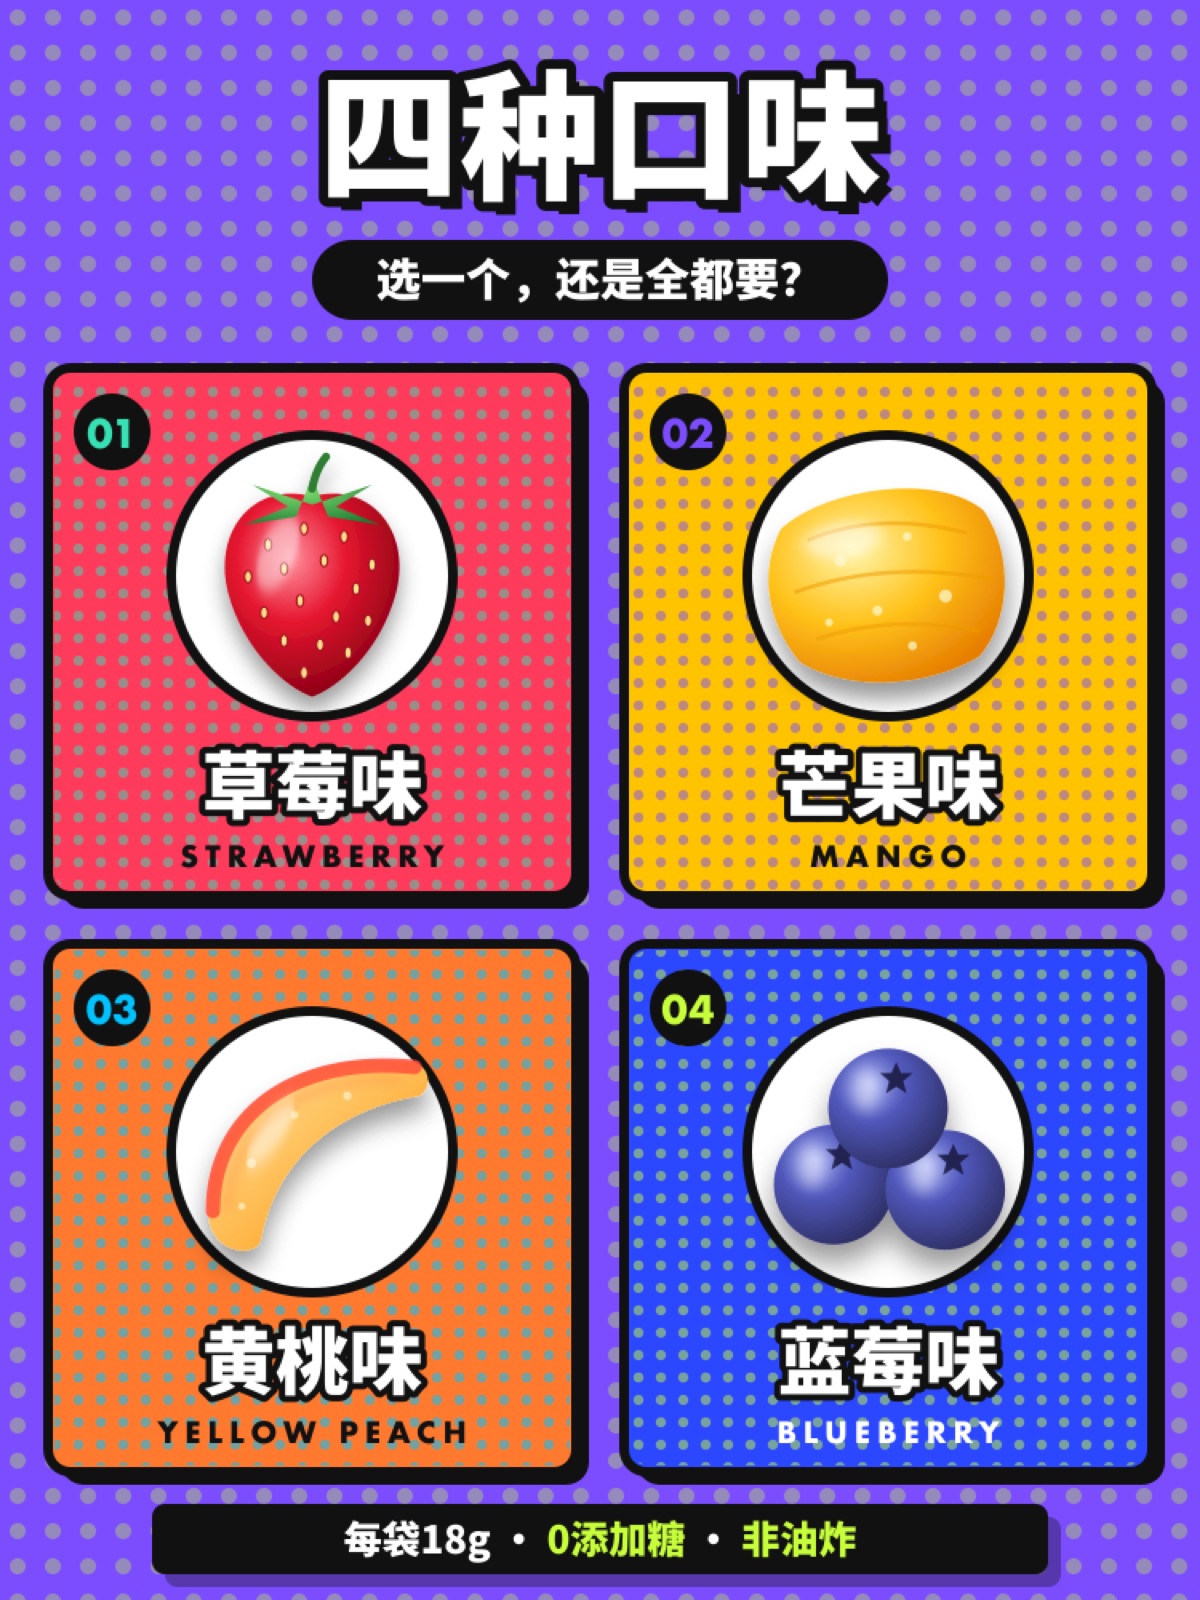 四种口味
选一个，还是全都要？
01
草莓味
STRAWBERRY
02
芒果味
MANGO
03
黄桃味
YELLOW PEACH
04
蓝莓味
BLUEBERRY
每袋18g · 0添加糖 · 非油炸